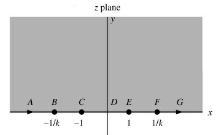 z plane
y
A B C D E F G
x
−1/k −1 1 1/k